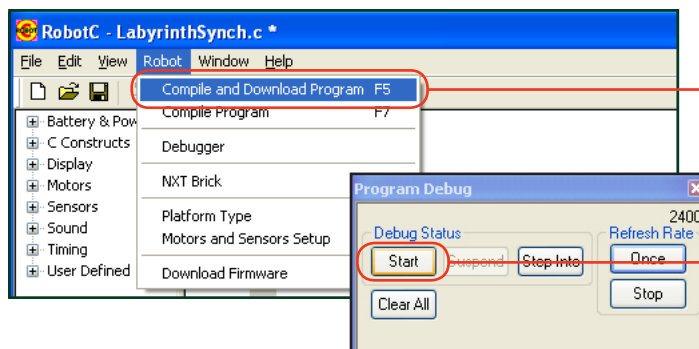 RobotC - LabyrinthSynch.c *
File Edit View Robot Window Help
Compile and Download Program F5
Compile Program F7
Debugger
NXT Brick
Platform Type
Motors and Sensors Setup
Download Firmware
Battery & Pow
C Constructs
Display
Motors
Sensors
Sound
Timing
User Defined
Program Debug
2400
Debug Status
Refresh Rate
Start Suspend Step Into
Once
Clear All
Stop